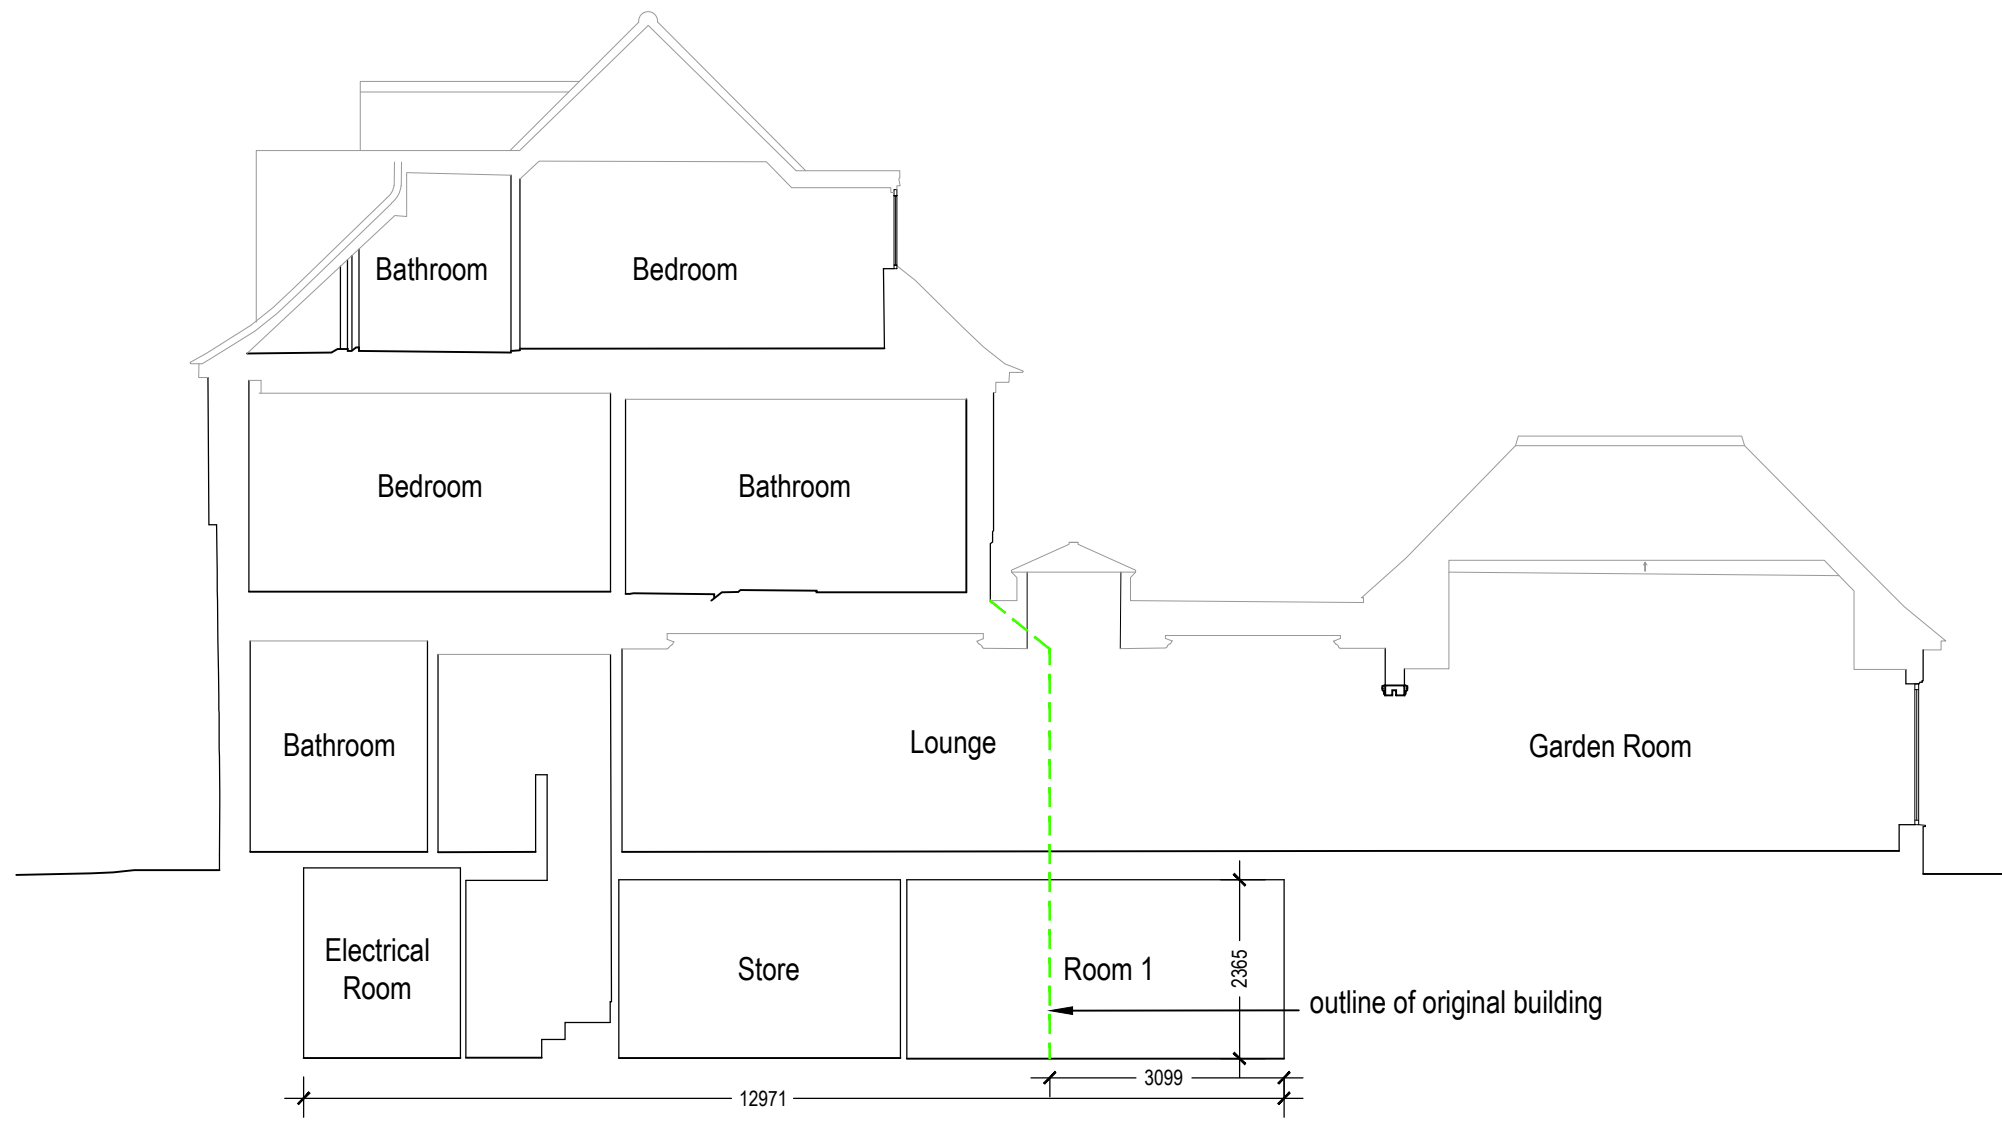 Bathroom
Bedroom
Bedroom
Bathroom
Bathroom
Lounge
Garden Room
Electrical
Room
Store
Room 1
2365
outline of original building
3099
12971